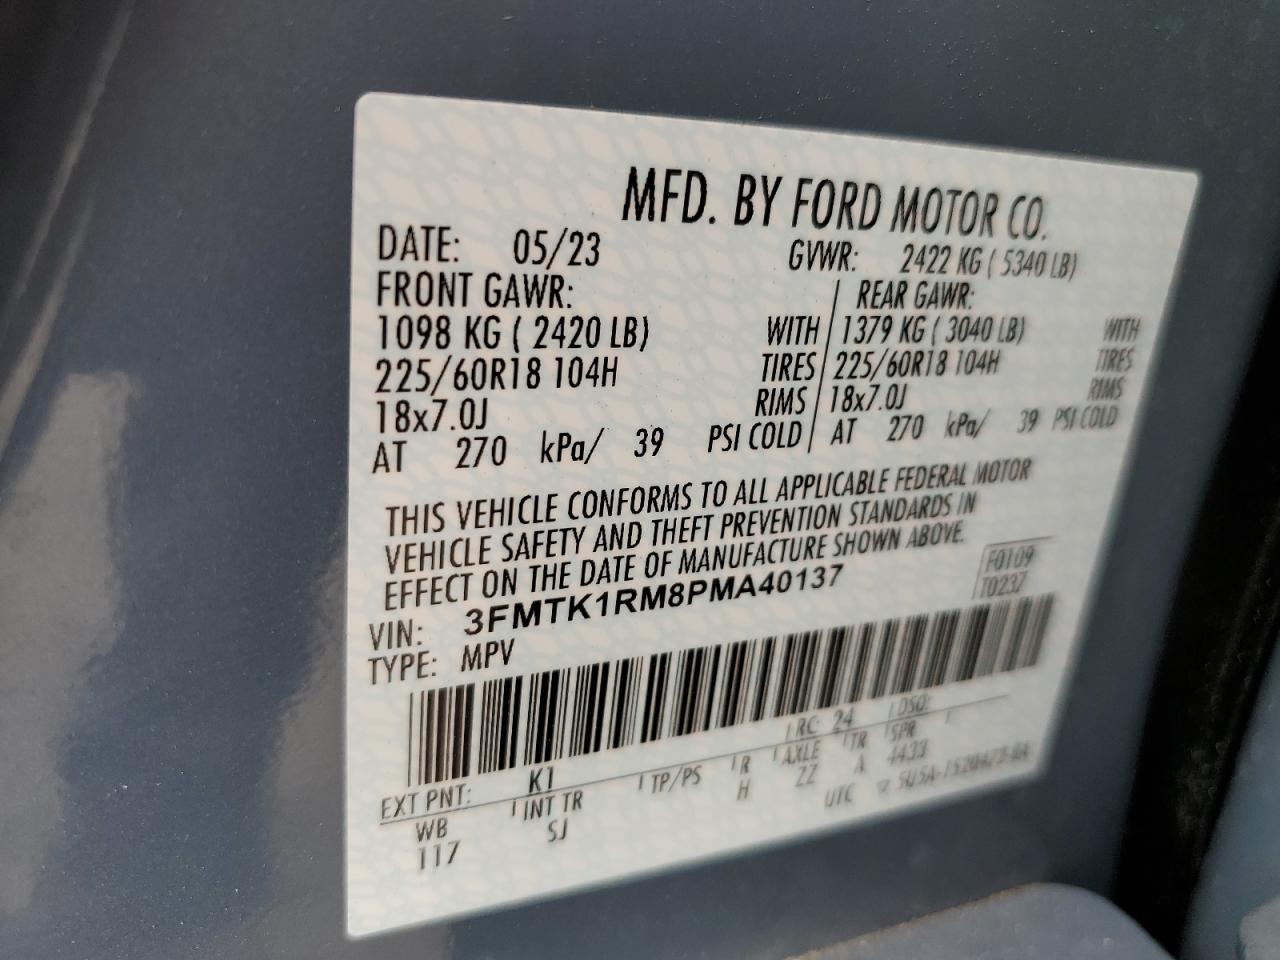 MFD. BY FORD MOTOR CO.
DATE: 05/23 GVWR: 2422 KG ( 5340 LB)
FRONT GAWR: REAR GAWR:
1098 KG ( 2420 LB) WITH 1379 KG ( 3040 LB) WITH
225/60R18 104H TIRES 225/60R18 104H TIRES
18x7.0J RIMS 18x7.0J RIMS
AT 270 kPa/ 39 PSI COLD AT 270 kPa/ 39 PSI COLD
THIS VEHICLE CONFORMS TO ALL APPLICABLE FEDERAL MOTOR
VEHICLE SAFETY AND THEFT PREVENTION STANDARDS IN
EFFECT ON THE DATE OF MANUFACTURE SHOWN ABOVE.
F0109
T0237
VIN: 3FMTK1RM8PMA40137
TYPE: MPV
EXT PNT: K1 RC: 24 DSO:
WB INT TR TP/PS R AXLE TR SPR
117 SJ H ZZ A 4433
UTC